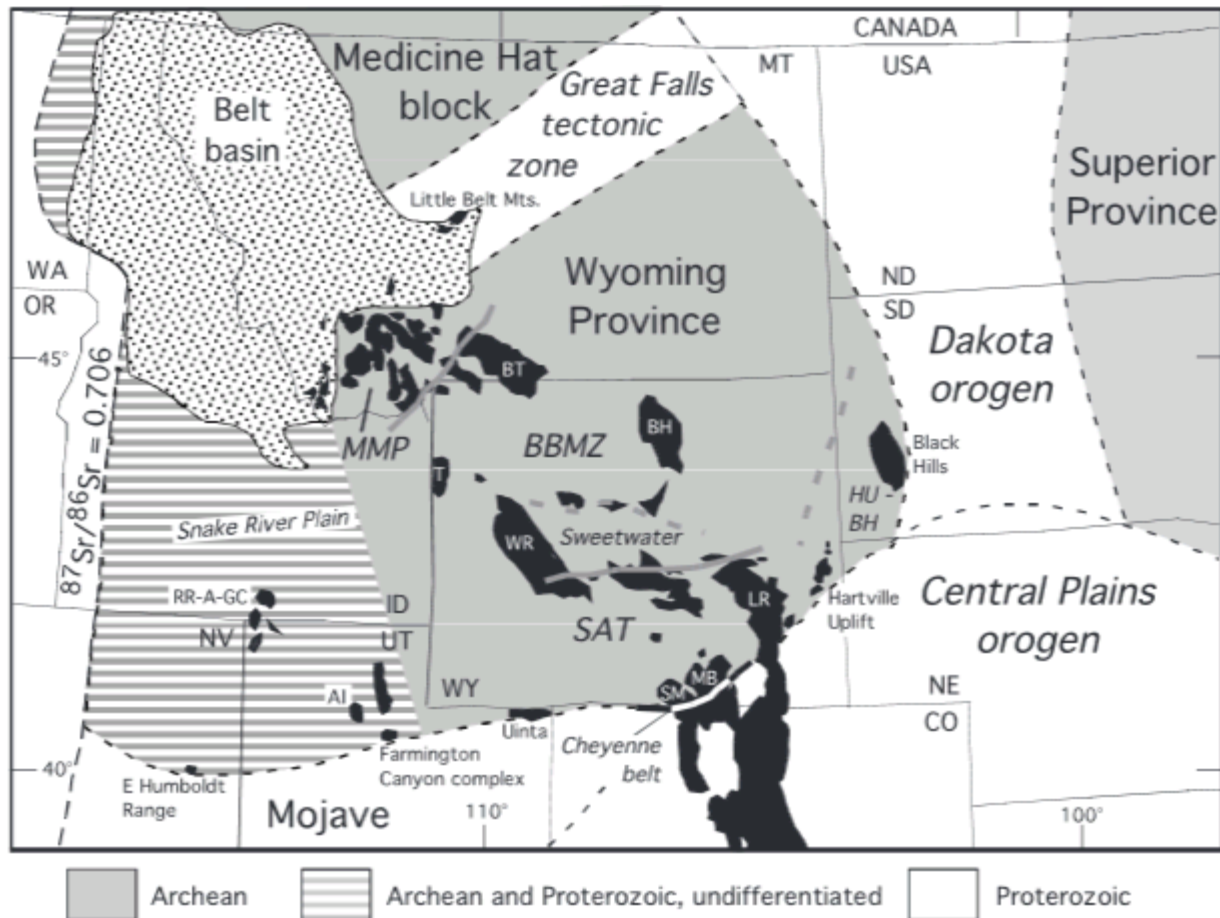 CANADA
USA
MT
Medicine Hat
block
Great Falls
tectonic
zone
Belt
basin
Superior
Province
Little Belt Mts.
WA
OR
Wyoming
Province
ND
SD
45°
87Sr/86Sr = 0.706
Dakota
orogen
BT
MMP
BBMZ
BH
T
Black
Hills
HU -
BH
Snake River Plain
WR
Sweetwater
RR-A-GC
ID
NV
UT
SAT
LR
Hartville
Uplift
Central Plains
orogen
AI
WY
SM
MB
NE
CO
Uinta
Cheyenne
belt
Farmington
Canyon complex
40°
E Humboldt
Range
Mojave
110°
100°
Archean
Archean and Proterozoic, undifferentiated
Proterozoic